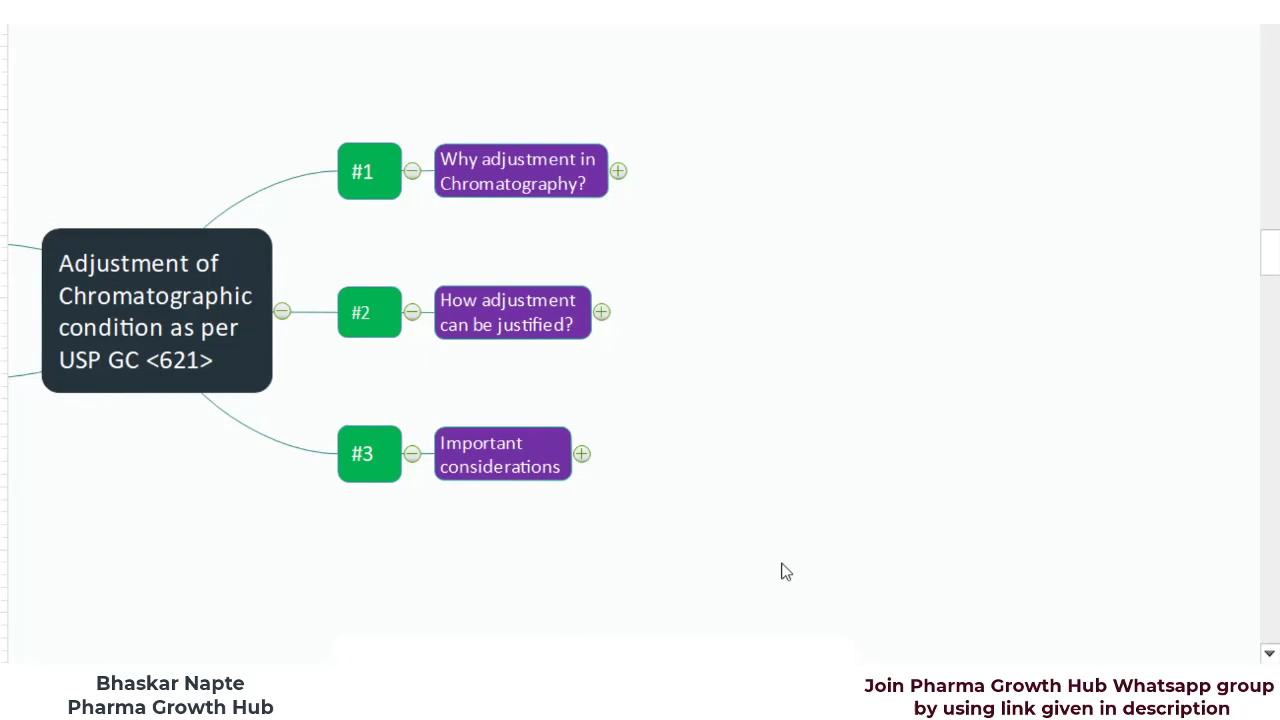 Adjustment of
Chromatographic
condition as per
USP GC <621>
#1
Why adjustment in
Chromatography?
#2
How adjustment
can be justified?
#3
Important
considerations
Bhaskar Napte
Pharma Growth Hub
Join Pharma Growth Hub Whatsapp group
by using link given in description